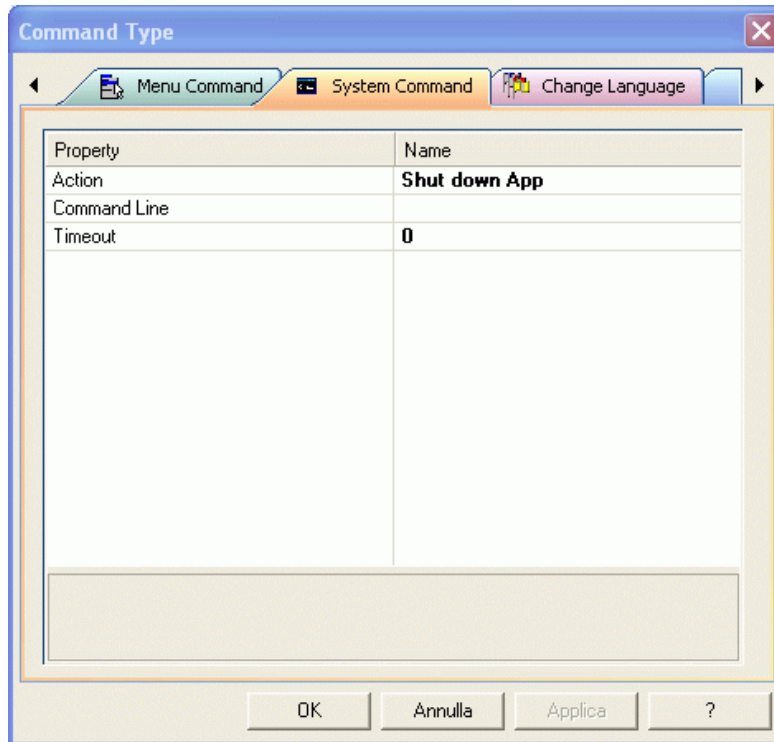 Command Type
Menu Command System Command Change Language
Property Name
Action Shut down App
Command Line
Timeout 0
OK Annulla Applica ?